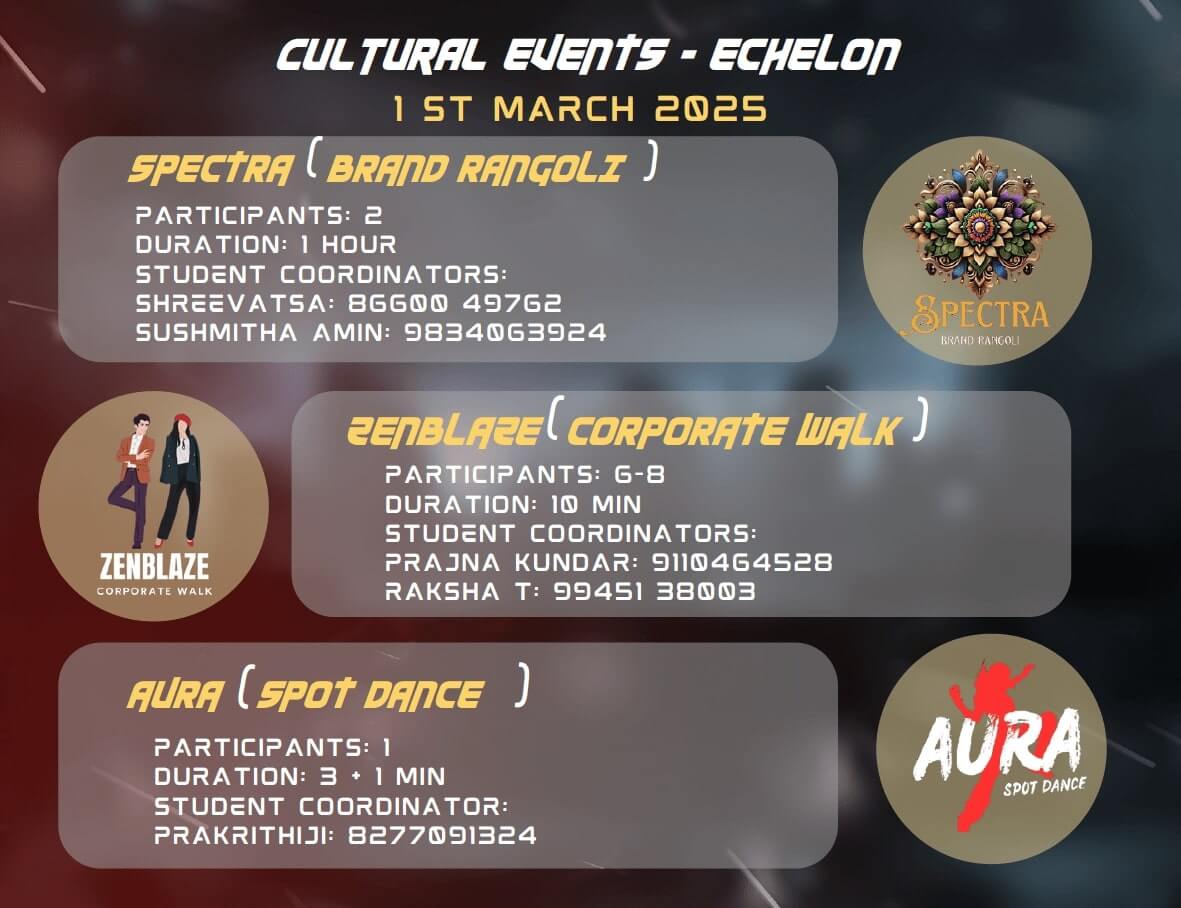 CULTURAL EVENTS - ECHELON
1 ST MARCH 2025
SPECTRA ( BRAND RANGOLI )
PARTICIPANTS: 2
DURATION: 1 HOUR
STUDENT COORDINATORS:
SHREEVATSA: 86600 49762
SUSHMITHA AMIN: 9834063924
SPECTRA
BRAND RANGOLI
ZENBLAZE ( CORPORATE WALK )
PARTICIPANTS: 6-8
DURATION: 10 MIN
STUDENT COORDINATORS:
PRAJNA KUNDAR: 9110464528
RAKSHA T: 99451 38003
ZENBLAZE
CORPORATE WALK
AURA ( SPOT DANCE )
PARTICIPANTS: 1
DURATION: 3 + 1 MIN
STUDENT COORDINATOR:
PRAKRITHIJI: 8277091324
AURA
SPOT DANCE